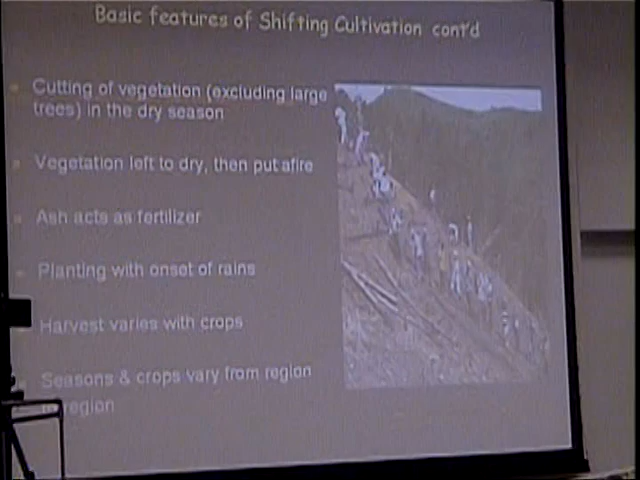 Basic features of Shifting Cultivation cont'd
Cutting of vegetation (excluding large
trees) in the dry season
Vegetation left to dry, then put afire
Ash acts as fertilizer
Planting with onset of rains
Harvest varies with crops
Seasons & crops vary from region
region